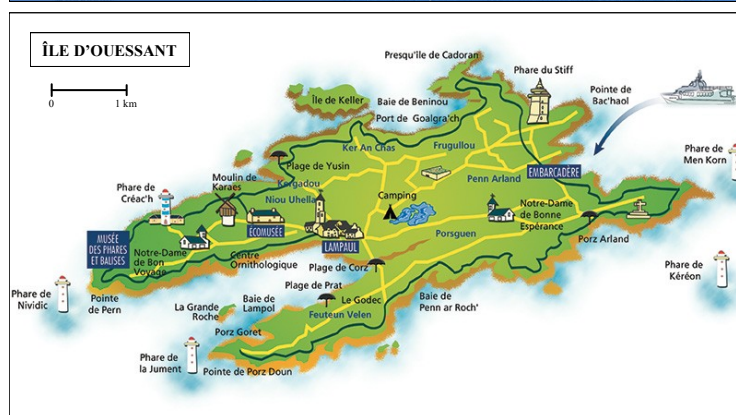 ÎLE D'OUESSANT
0 1 km
Presqu'île de Cadoran
Phare du Stiff
Pointe de
Bac'haol
Île de Keller
Baie de Beninou
Port de Goalgra'ch
Ker An Chas
Frugullou
Phare de
Men Korn
Plage de Yusin
Penn Arland
EMBARCADÈRE
Moulin de
Karaes
Kergadou
Phare de
Créac'h
Niou Uhella
Camping
Notre-Dame
de Bonne
Espérance
ÉCOMUSÉE
LAMPAUL
Porsguen
Porz Arland
MUSÉE
DES PHARES
ET BALISES
Notre-Dame
de Bon
Voyage
Centre
Ornithologique
Plage de Corz
Phare de
Kéréon
Plage de Prat
Phare de
Nividic
Pointe
de Pern
La Grande
Roche
Baie de
Lampol
Le Godec
Baie de
Penn ar Roch'
Feuteun Velen
Porz Goret
Phare de
la Jument
Pointe de Porz Doun